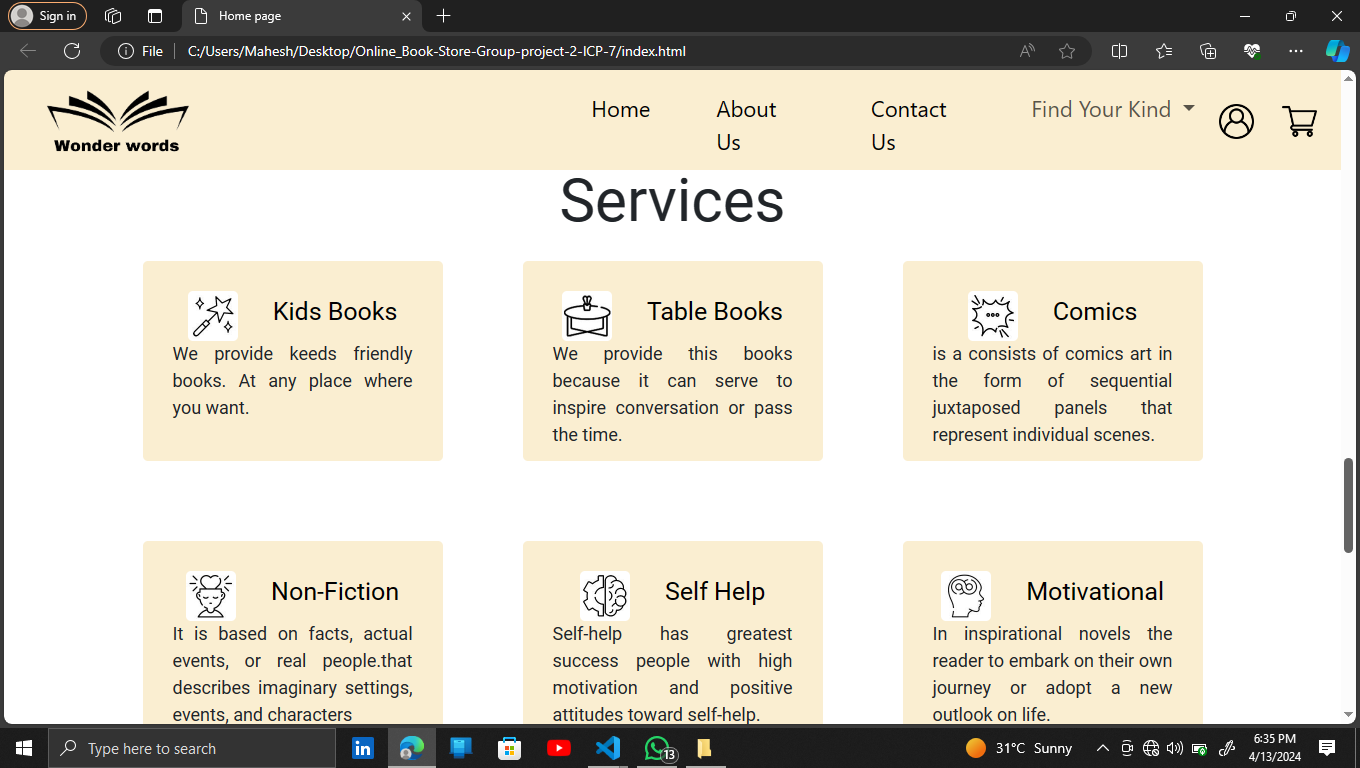 Sign in
Home page
File
C:/Users/Mahesh/Desktop/Online_Book-Store-Group-project-2-ICP-7/index.html
Wonder words
Home
About
Us
Contact
Us
Find Your Kind
Services
Kids Books
We provide keeds friendly
books. At any place where
you want.
Table Books
We provide this books
because it can serve to
inspire conversation or pass
the time.
Comics
is a consists of comics art in
the form of sequential
juxtaposed panels that
represent individual scenes.
Non-Fiction
It is based on facts, actual
events, or real people.that
describes imaginary settings,
events, and characters
Self Help
Self-help has greatest
success people with high
motivation and positive
attitudes toward self-help.
Motivational
In inspirational novels the
reader to embark on their own
journey or adopt a new
outlook on life.
Type here to search
in
13
31°C Sunny
6:35 PM
4/13/2024